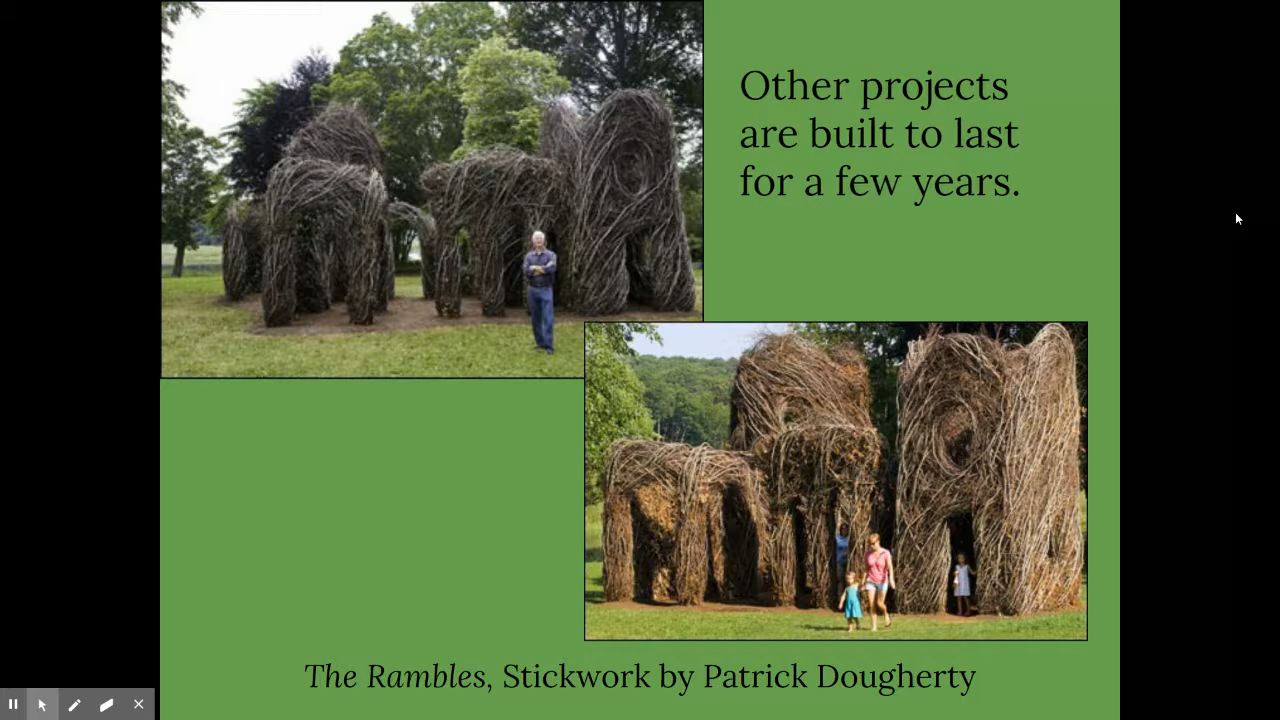 Other projects
are built to last
for a few years.
The Rambles, Stickwork by Patrick Dougherty